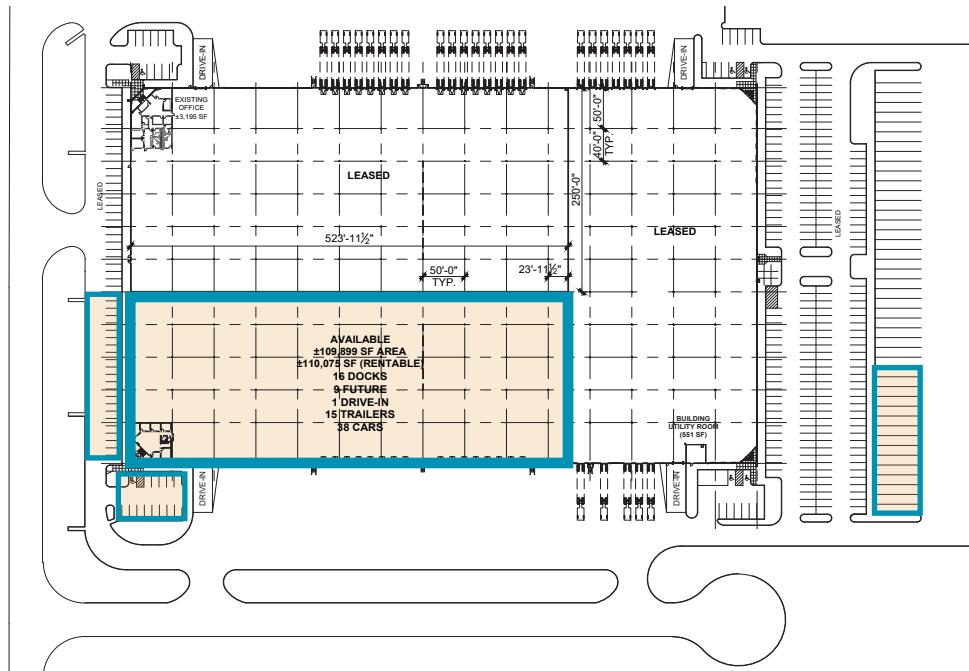 DRIVE-IN
DRIVE-IN
EXISTING
OFFICE
±3,195 SF
50'-0"
40'-0"
TYP.
LEASED
LEASED
250'-0"
LEASED
LEASED
523'-11½"
50'-0"
TYP.
23'-11½"
AVAILABLE
±109,899 SF AREA
±110,075 SF (RENTABLE)
16 DOCKS
9 FUTURE
1 DRIVE-IN
15 TRAILERS
38 CARS
BUILDING
UTILITY ROOM
(551 SF)
DRIVE-IN
DRIVE-IN